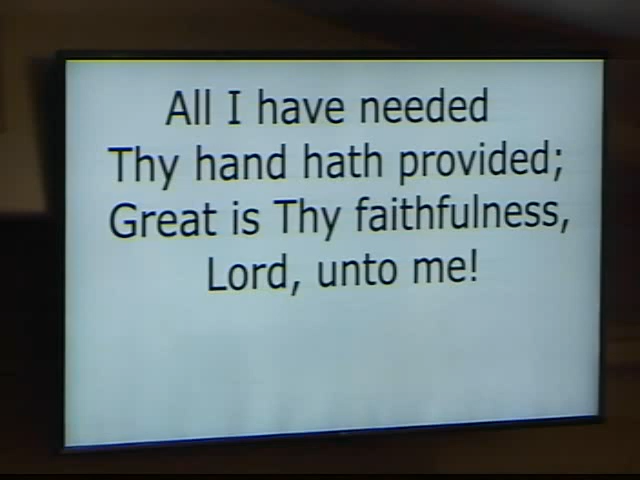 All I have needed
Thy hand hath provided;
Great is Thy faithfulness,
Lord, unto me!